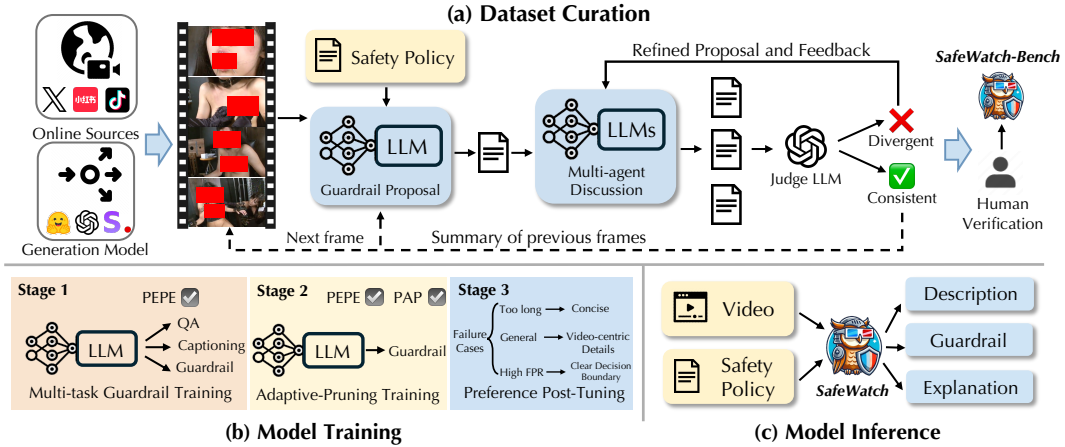 (a) Dataset Curation
小红书
Online Sources
S.
Generation Model
Safety Policy
LLM
Guardrail Proposal
Next frame
Summary of previous frames
LLMs
Multi-agent
Discussion
Refined Proposal and Feedback
Judge LLM
Divergent
Consistent
SafeWatch-Bench
Human
Verification
Stage 1
PEPE
LLM
QA
Captioning
Guardrail
Multi-task Guardrail Training
Stage 2
PEPE
PAP
LLM
Guardrail
Adaptive-Pruning Training
Stage 3
Failure
Cases
Too long
Concise
General
Video-centric
Details
High FPR
Clear Decision
Boundary
Preference Post-Tuning
(b) Model Training
Video
Safety
Policy
SafeWatch
Description
Guardrail
Explanation
(c) Model Inference